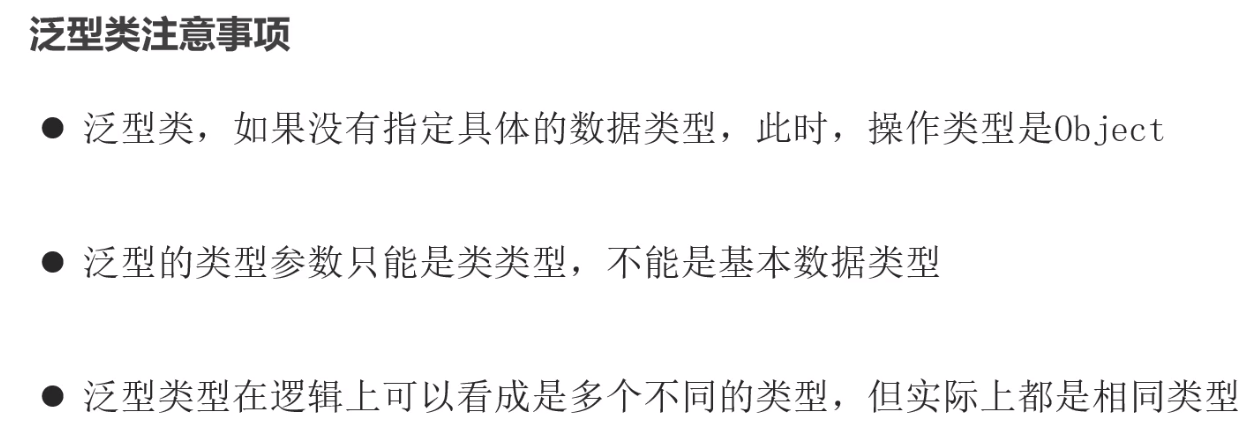 泛型类注意事项
● 泛型类，如果没有指定具体的数据类型，此时，操作类型是Object
● 泛型的类型参数只能是类类型，不能是基本数据类型
● 泛型类型在逻辑上可以看成是多个不同的类型，但实际上都是相同类型